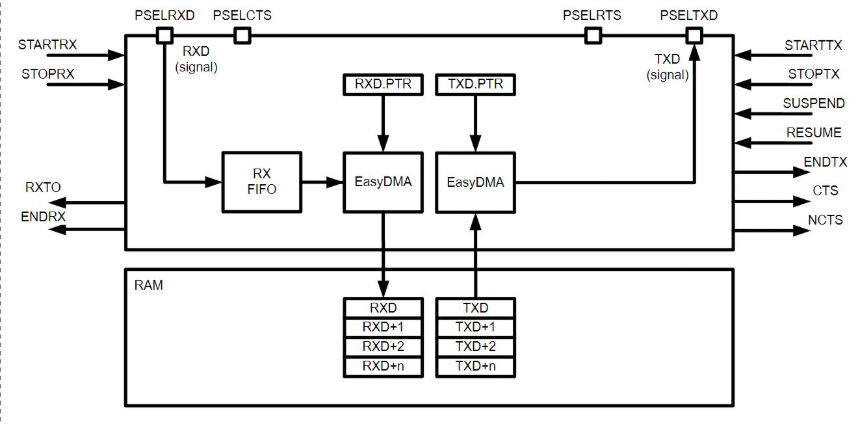 PSELRXD
PSELCTS
PSELRTS
PSELTXD
STARTRX
STOPRX
RXD
(signal)
TXD
(signal)
STARTTX
STOPTX
SUSPEND
RESUME
RXD.PTR
TXD.PTR
RX
FIFO
EasyDMA
EasyDMA
ENDTX
CTS
NCTS
RXTO
ENDRX
RAM
RXD
TXD
RXD+1
TXD+1
RXD+2
TXD+2
RXD+n
TXD+n